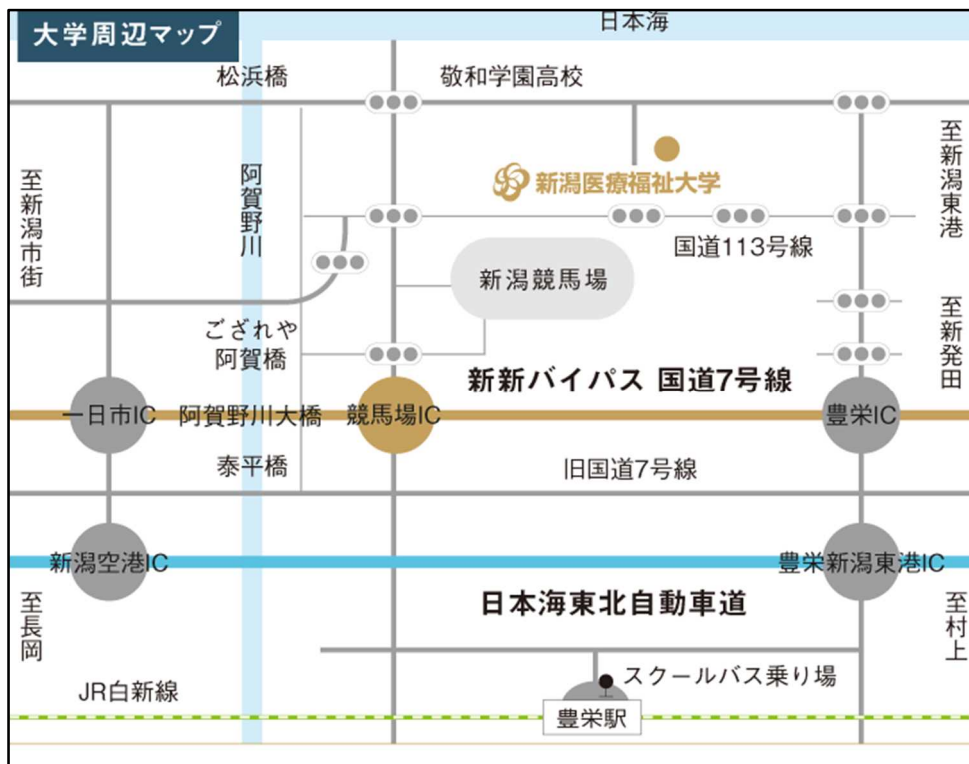 大学周辺マップ
日本海
松浜橋
敬和学園高校
至新潟東港
至新潟市街
阿賀野川
新潟医療福祉大学
国道113号線
新潟競馬場
ござれや
阿賀橋
至新発田
新新バイパス 国道7号線
一日市IC
阿賀野川大橋
競馬場IC
豊栄IC
泰平橋
旧国道7号線
新潟空港IC
豊栄新潟東港IC
至長岡
日本海東北自動車道
至村上
JR白新線
スクールバス乗り場
豊栄駅